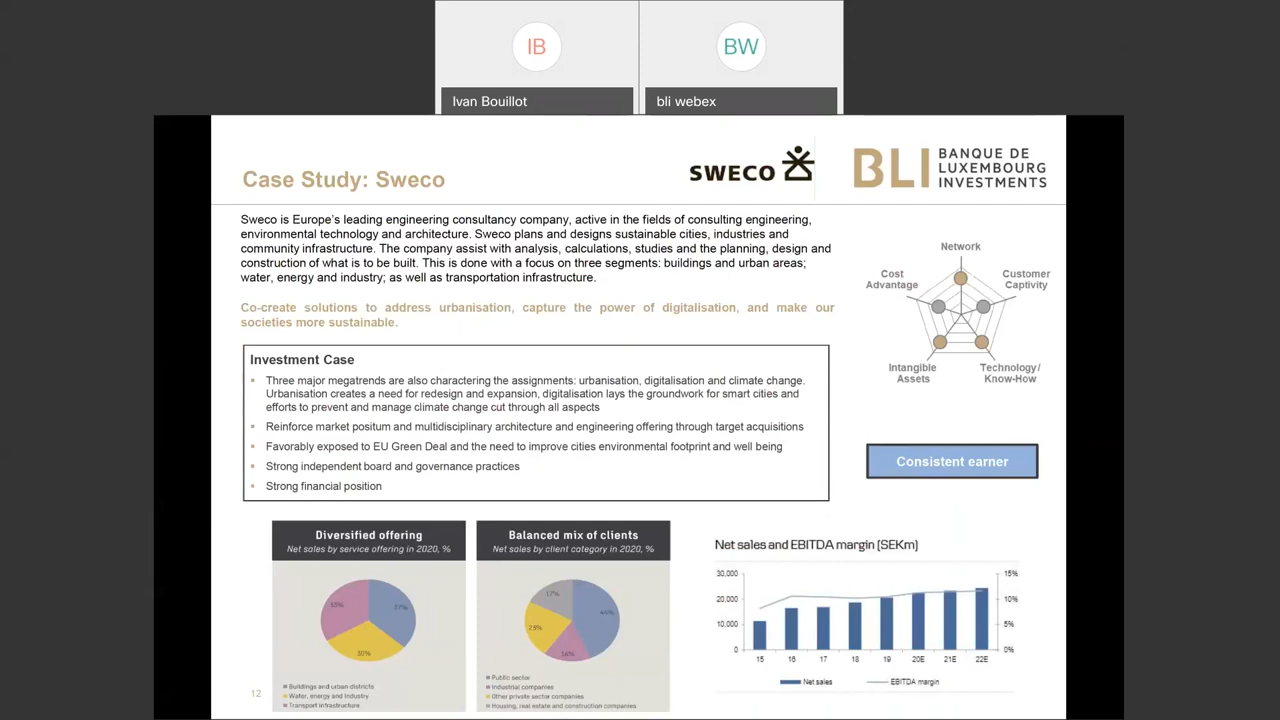 IB
BW
Ivan Bouillot
bli webex
Case Study: Sweco
SWECO
BLI
BANQUE DE
LUXEMBOURG
INVESTMENTS
Sweco is Europe's leading engineering consultancy company, active in the fields of consulting engineering,
environmental technology and architecture. Sweco plans and designs sustainable cities, industries and
community infrastructure. The company assist with analysis, calculations, studies and the planning, design and
construction of what is to be built. This is done with a focus on three segments: buildings and urban areas;
water, energy and industry; as well as transportation infrastructure.
Co-create solutions to address urbanisation, capture the power of digitalisation, and make our
societies more sustainable.
Network
Cost
Advantage
Customer
Captivity
Intangible
Assets
Technology/
Know-How
Investment Case
Three major megatrends are also charactering the assignments: urbanisation, digitalisation and climate change.
Urbanisation creates a need for redesign and expansion, digitalisation lays the groundwork for smart cities and
efforts to prevent and manage climate change cut through all aspects
Reinforce market positum and multidisciplinary architecture and engineering offering through target acquisitions
Favorably exposed to EU Green Deal and the need to improve cities environmental footprint and well being
Strong independent board and governance practices
Strong financial position
Consistent earner
Diversified offering
Net sales by service offering in 2020, %
33%
37%
30%
Buildings and urban districts
Water, energy and industry
Transport infrastructure
Balanced mix of clients
Net sales by client category in 2020, %
17%
44%
23%
16%
Public sector
Industrial companies
Other private sector companies
Housing, real estate and construction companies
Net sales and EBITDA margin (SEKm)
30,000
20,000
10,000
0
15%
10%
5%
0%
15 16 17 18 19 20E 21E 22E
Net sales
EBITDA margin
12